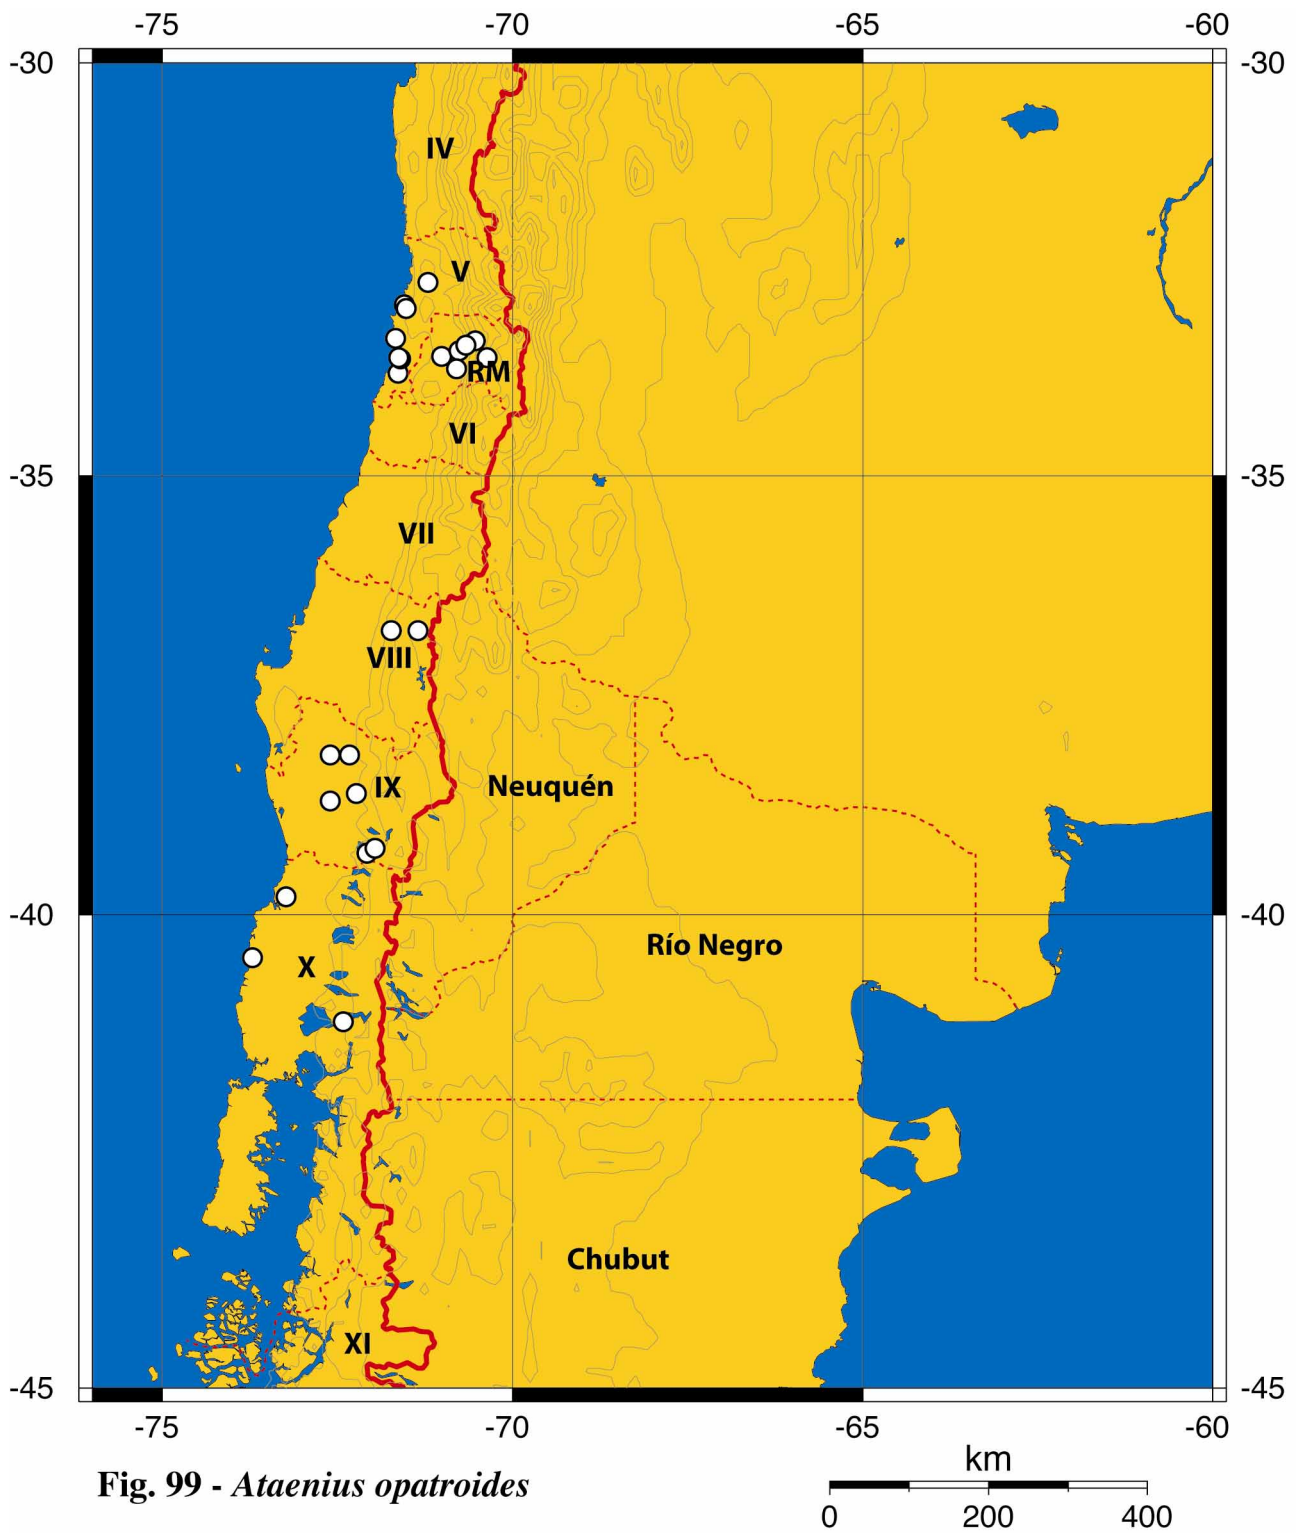 -75 -70 -65 -60
-30 -30
IV
V
RM
VI
-35 -35
VII
VIII
IX Neuquén
-40 -40
Río Negro
X
Chubut
XI
-45 -45
-75 -70 -65 -60
km
Fig. 99 - Ataenius opatroides
0 200 400